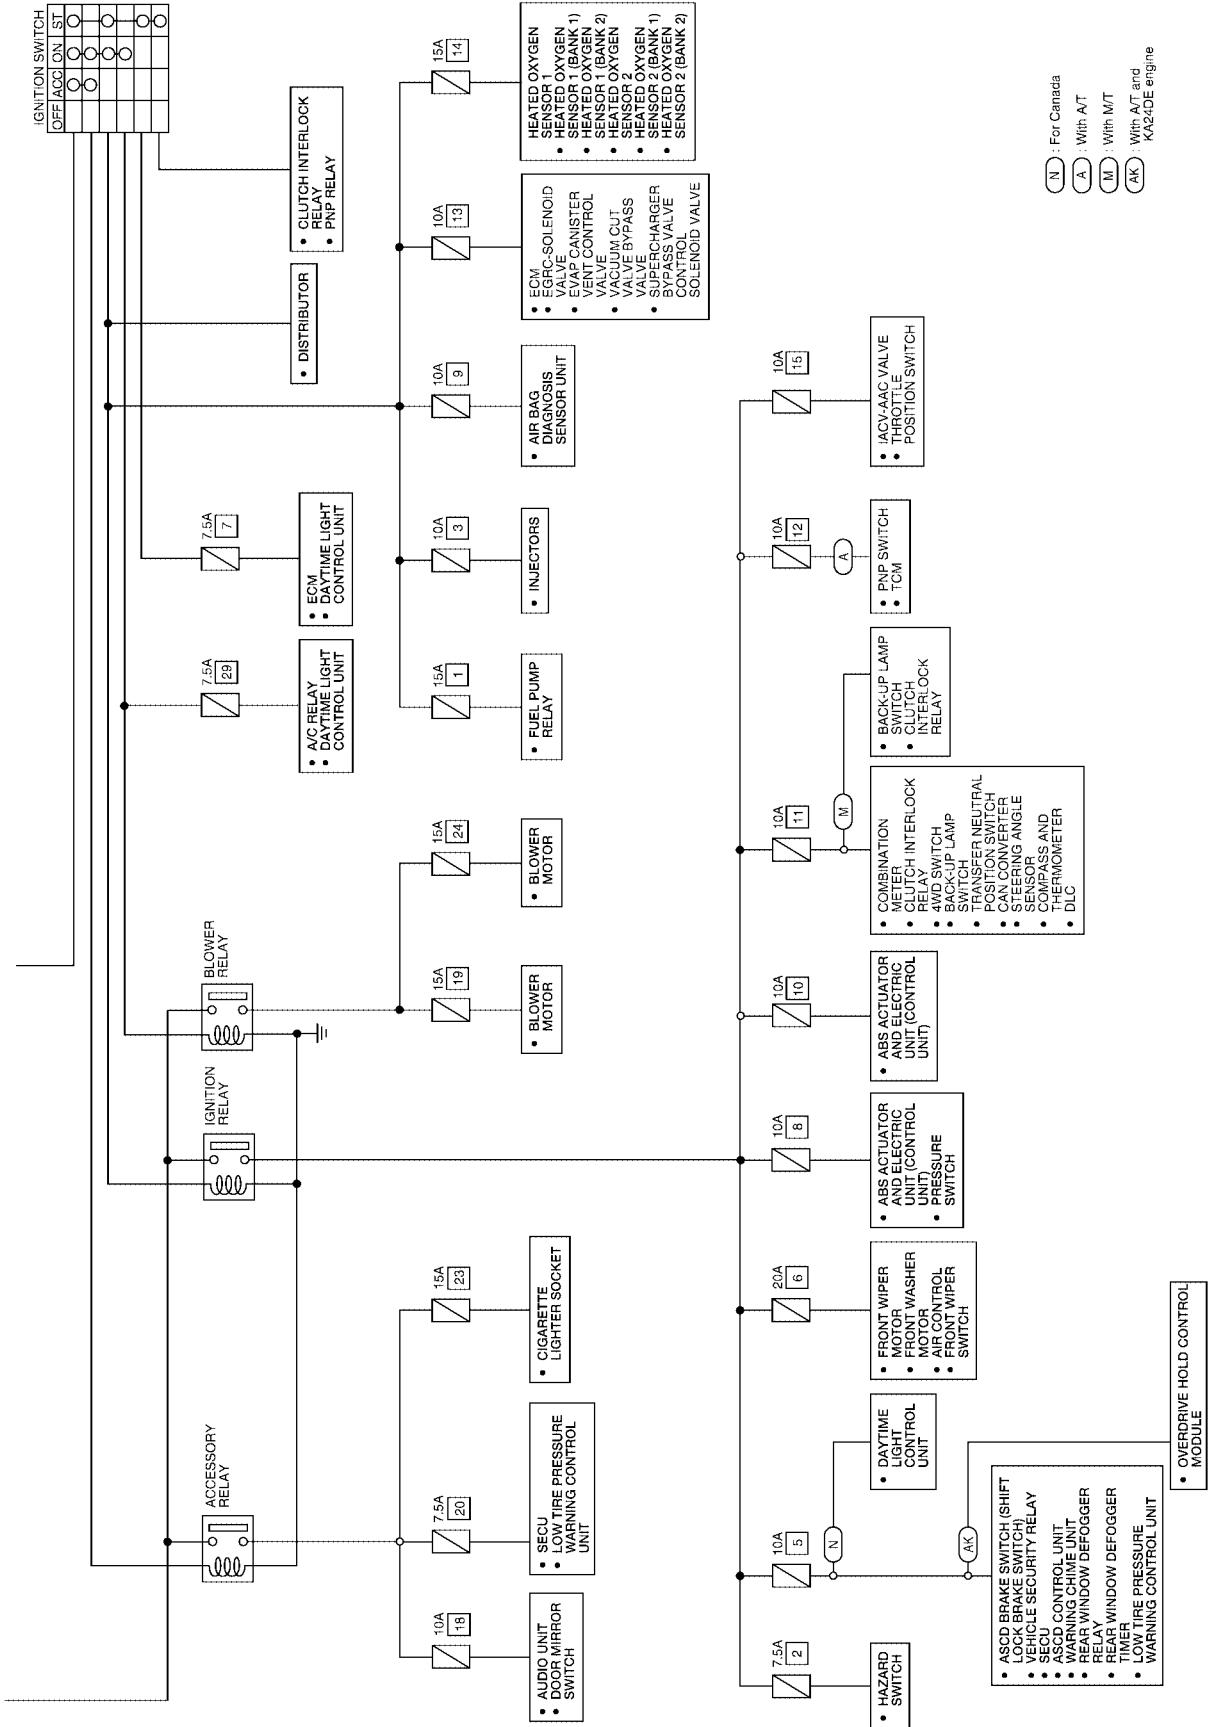 IGNITION SWITCH
OFF ACC ON ST
• CLUTCH INTERLOCK
RELAY
• PNP RELAY
• DISTRIBUTOR
7.5A
7
• ECM
• DAYTIME LIGHT
CONTROL UNIT
7.5A
29
• A/C RELAY
• DAYTIME LIGHT
CONTROL UNIT
BLOWER
RELAY
IGNITION
RELAY
ACCESSORY
RELAY
10A
18
• AUDIO UNIT
• DOOR MIRROR
SWITCH
7.5A
20
• SECU
• LOW TIRE PRESSURE
WARNING CONTROL
UNIT
15A
23
• CIGARETTE
LIGHTER SOCKET
15A
19
• BLOWER
MOTOR
15A
24
• BLOWER
MOTOR
15A
1
• FUEL PUMP
RELAY
10A
3
• INJECTORS
10A
9
• AIR BAG
DIAGNOSIS
SENSOR UNIT
10A
13
• ECM
• EGRC-SOLENOID
VALVE
• EVAP CANISTER
VENT CONTROL
VALVE
• VACUUM CUT
VALVE BYPASS
VALVE
• SUPERCHARGER
BYPASS VALVE
CONTROL
SOLENOID VALVE
15A
14
HEATED OXYGEN
SENSOR 1
• HEATED OXYGEN
SENSOR 1 (BANK 1)
• HEATED OXYGEN
SENSOR 1 (BANK 2)
• HEATED OXYGEN
SENSOR 2
• HEATED OXYGEN
SENSOR 2 (BANK 1)
• HEATED OXYGEN
SENSOR 2 (BANK 2)
7.5A
2
• HAZARD
SWITCH
10A
5
N
• DAYTIME
LIGHT
CONTROL
UNIT
AK
• ASCD BRAKE SWITCH (SHIFT
LOCK BRAKE SWITCH)
• VEHICLE SECURITY RELAY
• SECU
• ASCD CONTROL UNIT
• WARNING CHIME UNIT
• REAR WINDOW DEFOGGER
RELAY
• REAR WINDOW DEFOGGER
TIMER
• LOW TIRE PRESSURE
WARNING CONTROL UNIT
• OVERDRIVE HOLD CONTROL
MODULE
20A
6
• FRONT WIPER
MOTOR
• FRONT WASHER
MOTOR
• AIR CONTROL
• FRONT WIPER
SWITCH
10A
8
• ABS ACTUATOR
AND ELECTRIC
UNIT (CONTROL
UNIT)
• PRESSURE
SWITCH
10A
10
• ABS ACTUATOR
AND ELECTRIC
UNIT (CONTROL
UNIT)
10A
11
M
• COMBINATION
METER
• CLUTCH INTERLOCK
RELAY
• 4WD SWITCH
• BACK-UP LAMP
SWITCH
• TRANSFER NEUTRAL
POSITION SWITCH
• CAN CONVERTER
• STEERING ANGLE
SENSOR
• COMPASS AND
THERMOMETER
• DLC
• BACK-UP LAMP
SWITCH
• CLUTCH
INTERLOCK
RELAY
10A
12
A
• PNP SWITCH
• TCM
10A
15
• IACV-AAC VALVE
• THROTTLE
POSITION SWITCH
N : For Canada
A : With A/T
M : With M/T
AK : With A/T and
KA24DE engine